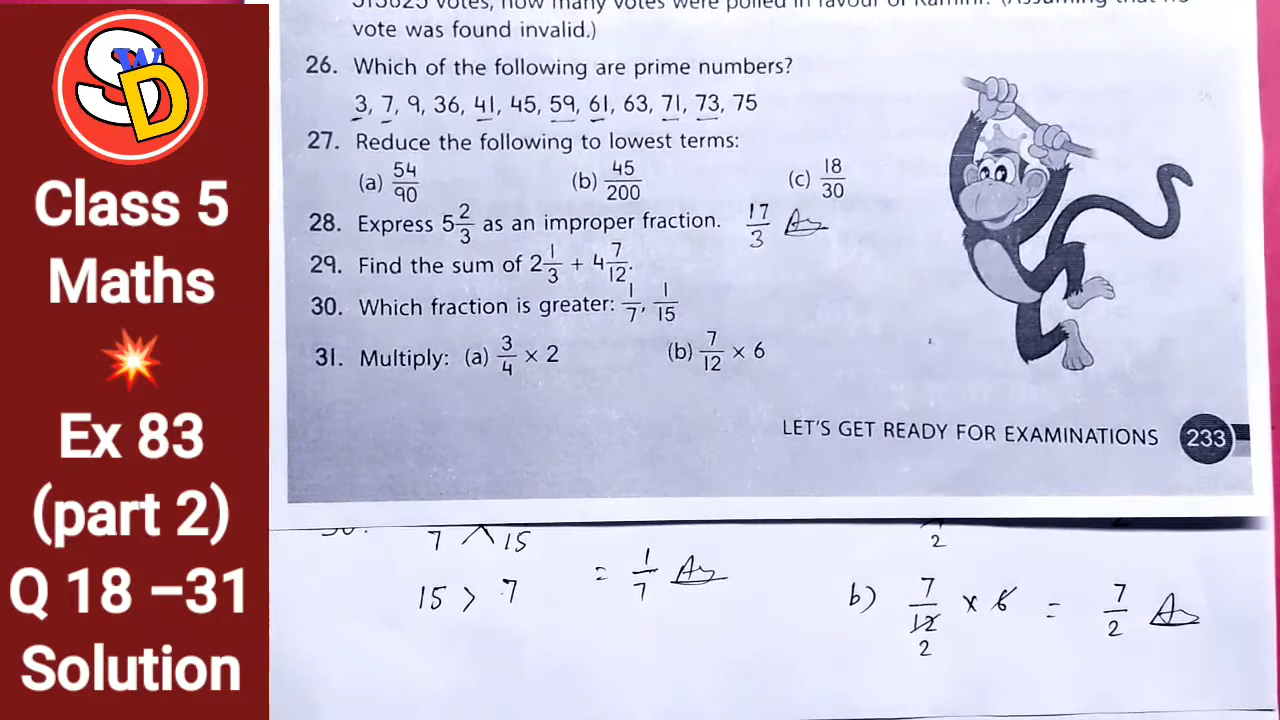 SWD
Class 5
Maths
Ex 83
(part 2)
Q 18 –31
Solution
vote was found invalid.)
26. Which of the following are prime numbers?
3, 7, 9, 36, 41, 45, 59, 61, 63, 71, 73, 75
27. Reduce the following to lowest terms:
(a) 54/90 (b) 45/200 (c) 18/30
28. Express 5 2/3 as an improper fraction. 17/3 Ans
29. Find the sum of 2 1/3 + 4 7/12.
30. Which fraction is greater: 1/7, 1/15
31. Multiply: (a) 3/4 × 2 (b) 7/12 × 6
LET'S GET READY FOR EXAMINATIONS 233
7 15
15 > 7 = 1/7 Ans
2
b) 7/12 × 6 = 7/2 Ans
2